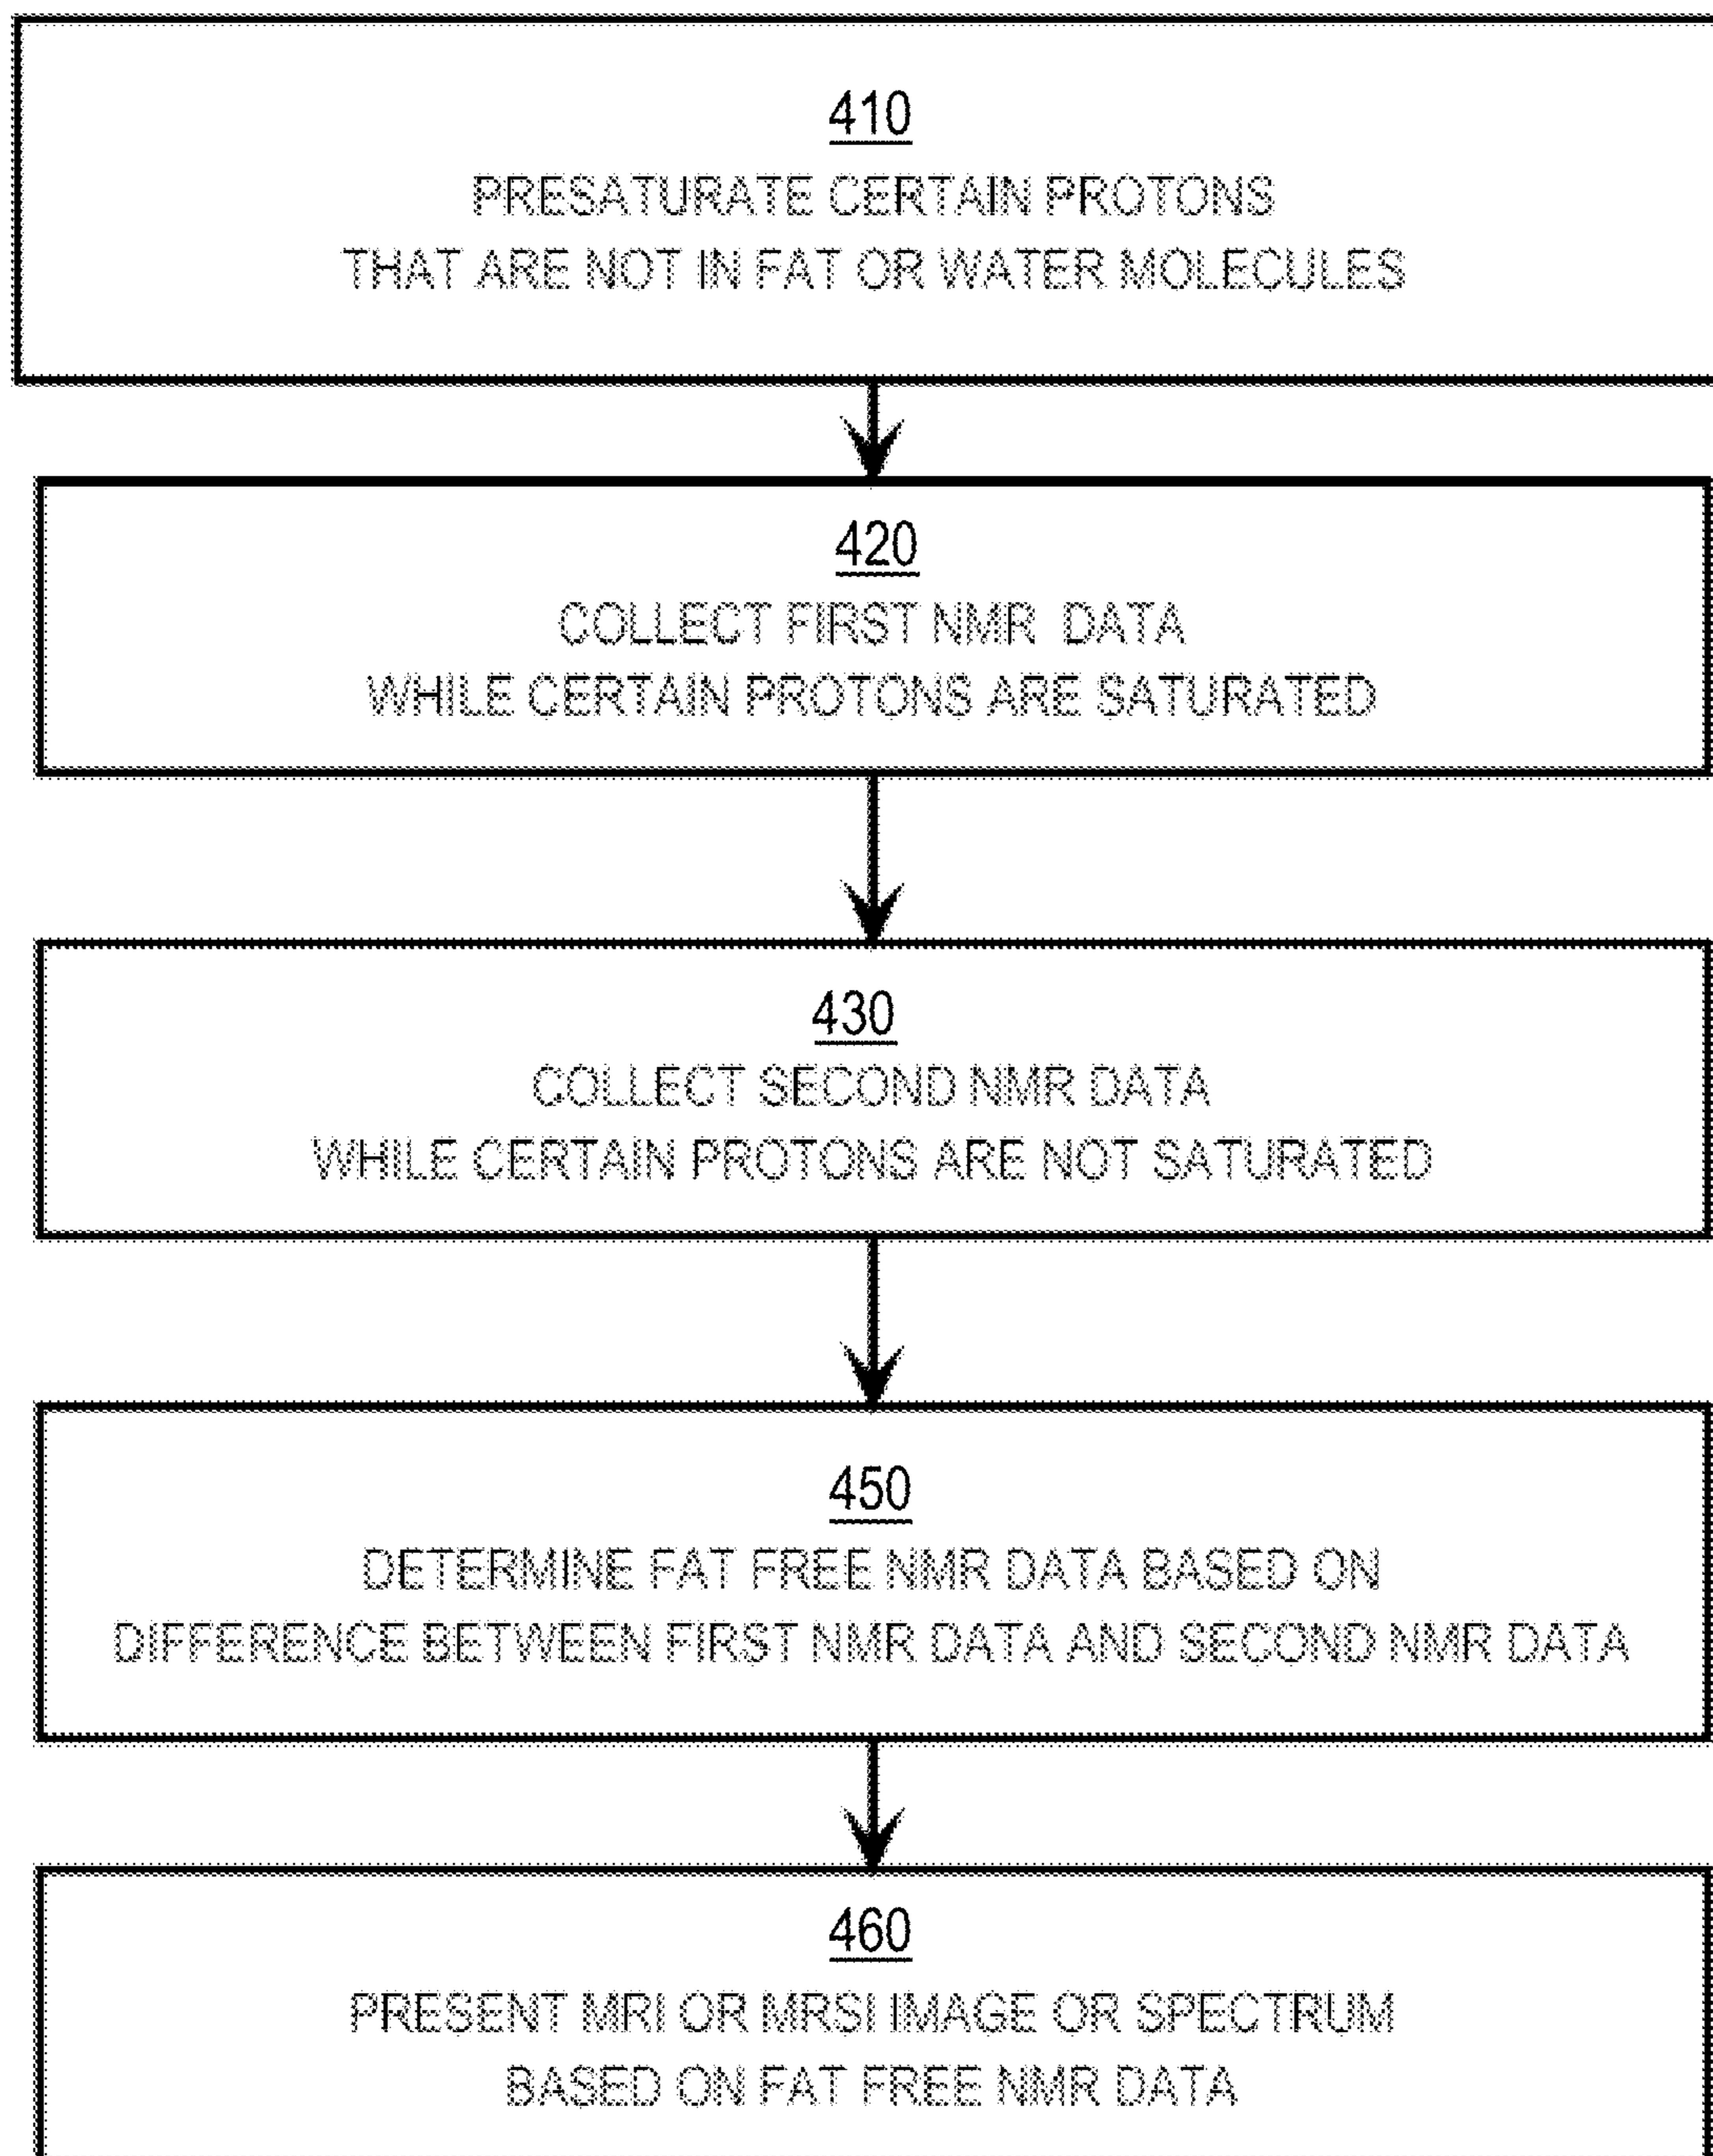 410
PRESATURATE CERTAIN PROTONS
THAT ARE NOT IN FAT OR WATER MOLECULES
420
COLLECT FIRST NMR DATA
WHILE CERTAIN PROTONS ARE SATURATED
430
COLLECT SECOND NMR DATA
WHILE CERTAIN PROTONS ARE NOT SATURATED
450
DETERMINE FAT FREE NMR DATA BASED ON
DIFFERENCE BETWEEN FIRST NMR DATA AND SECOND NMR DATA
460
PRESENT MRI OR MRSI IMAGE OR SPECTRUM
BASED ON FAT FREE NMR DATA